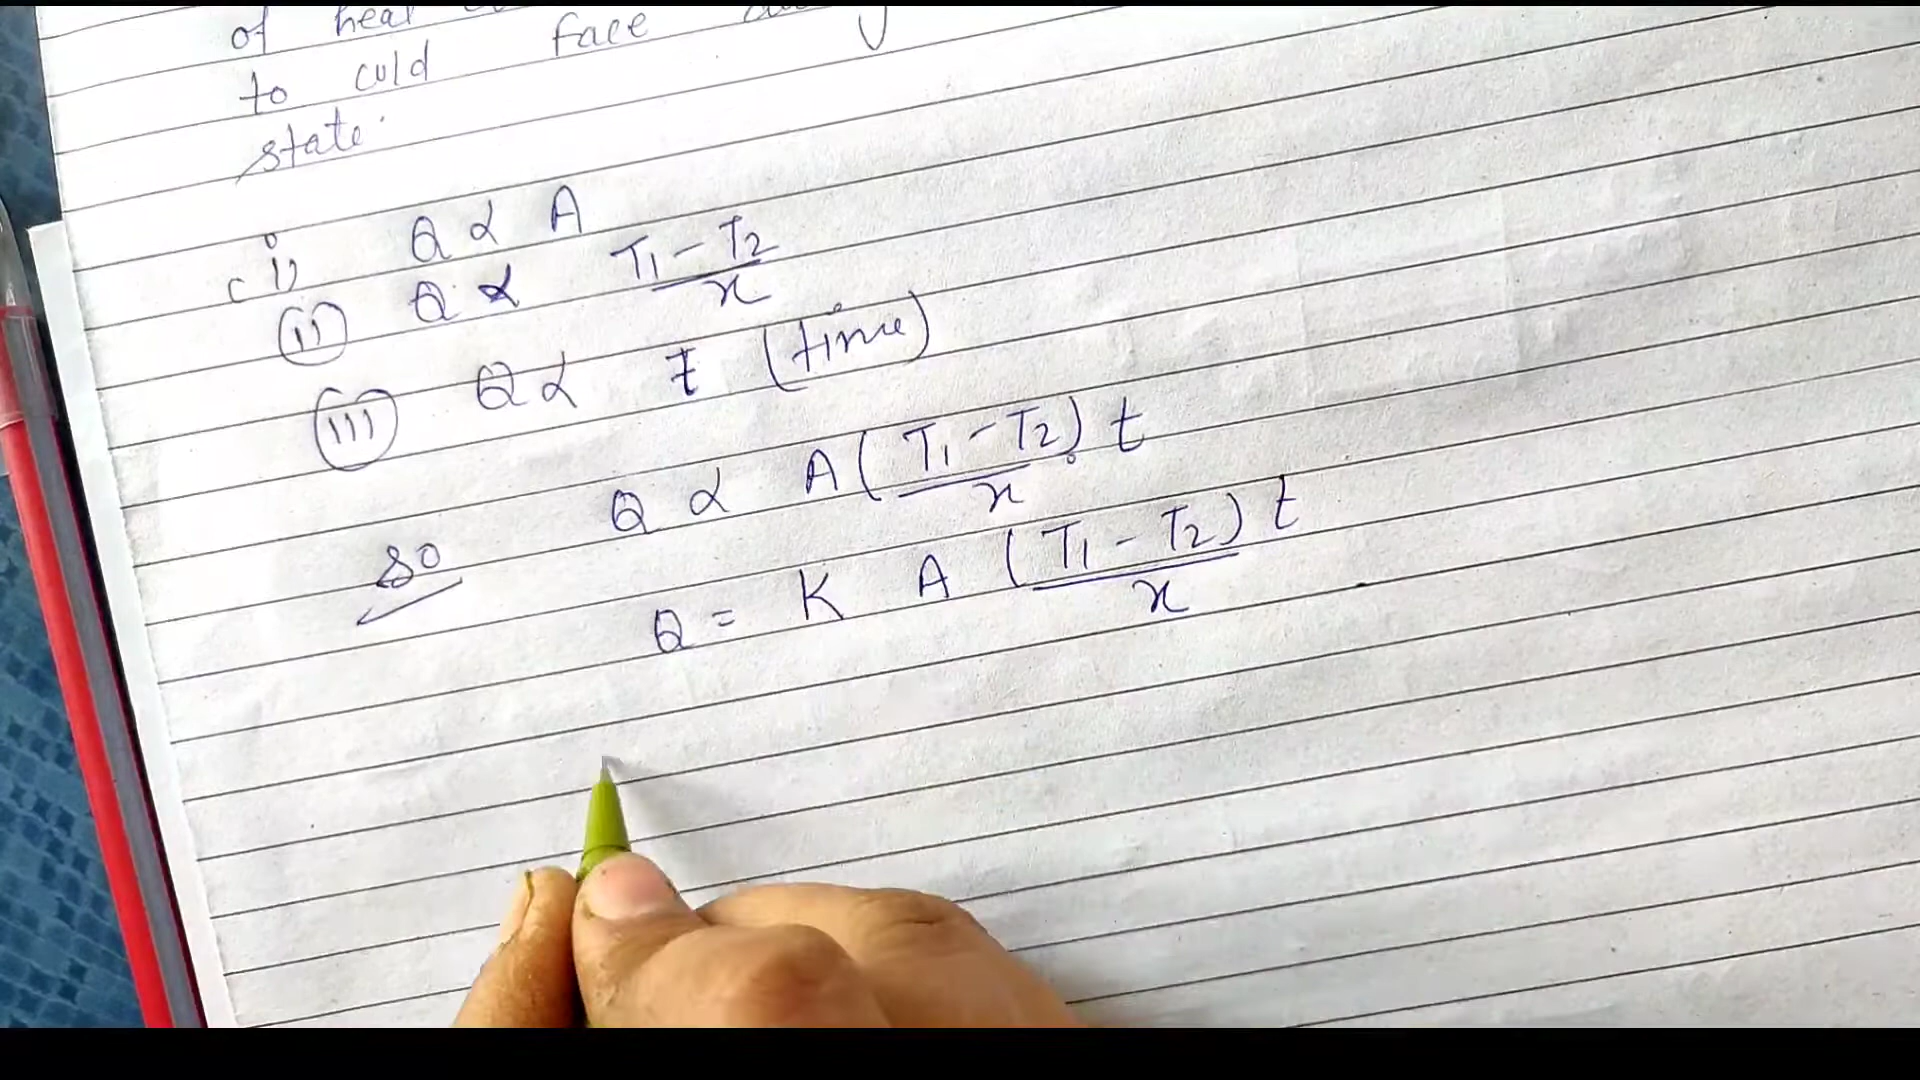 of heat
to cold face
state.
(i) Q α A
(ii) Q α T1 - T2 / x
(iii) Q α t (time)
so Q α A (T1 - T2) / x t
Q = K A (T1 - T2) / x t